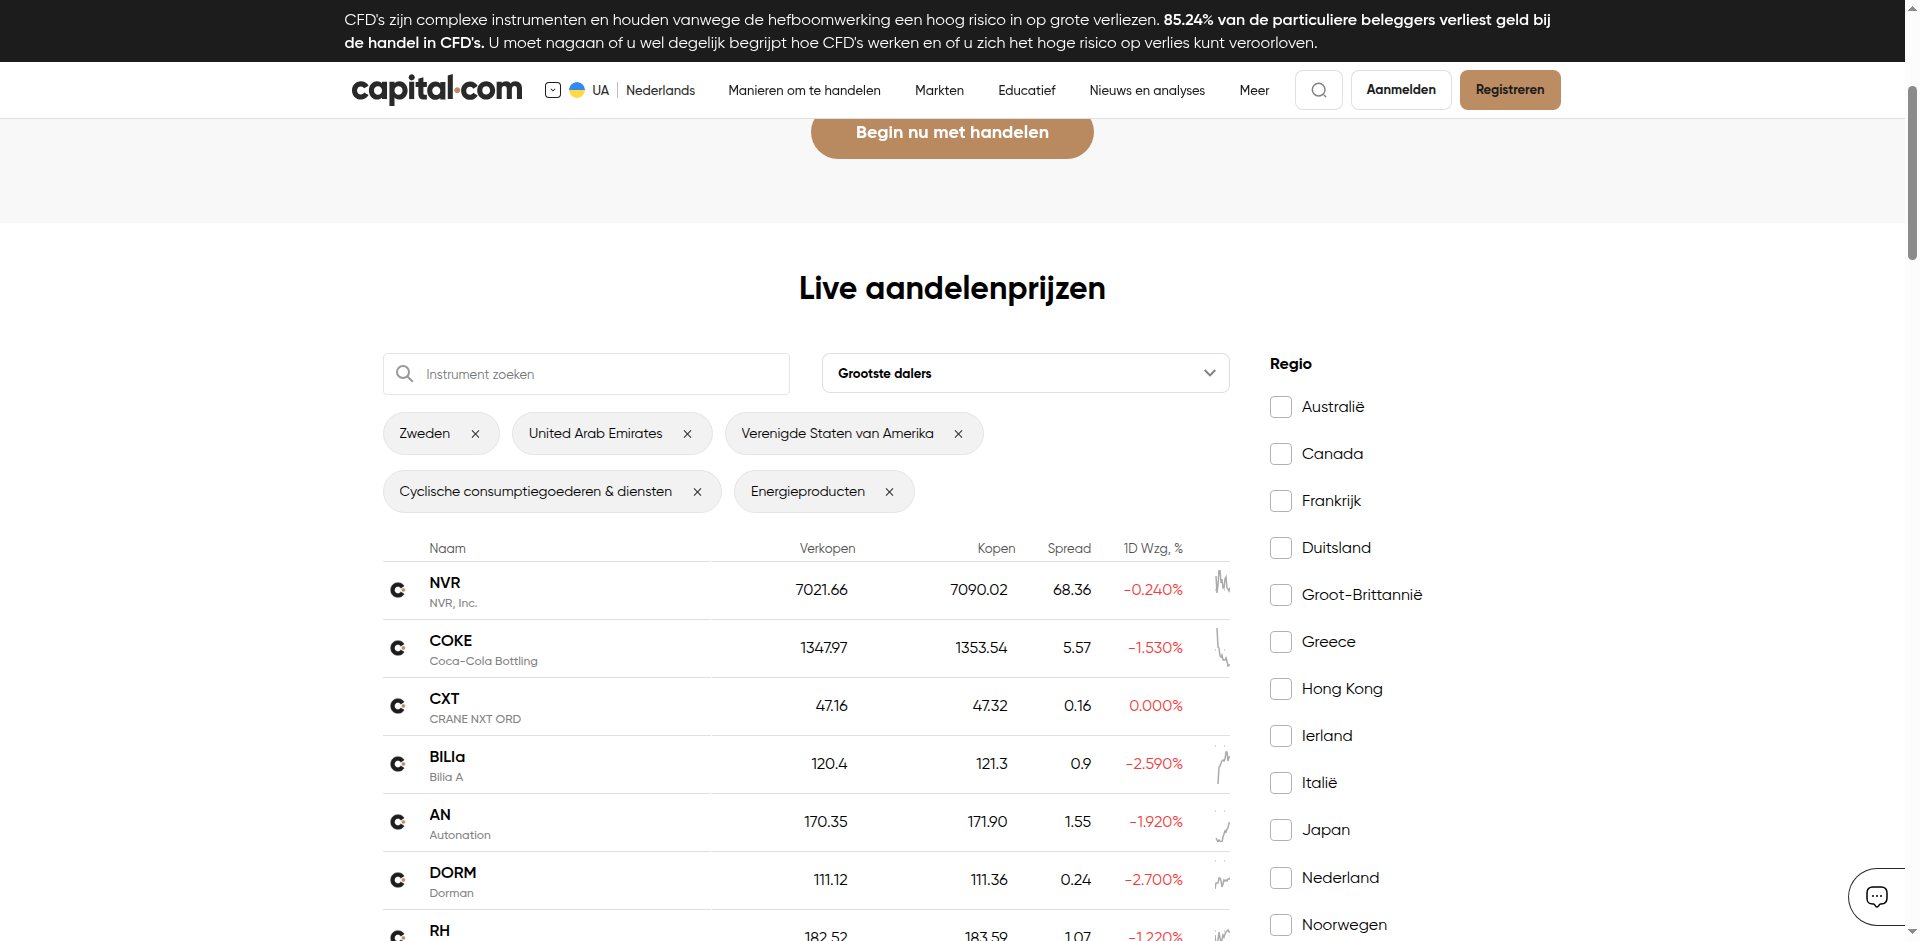 CFD's zijn complexe instrumenten en houden vanwege de hefboomwerking een hoog risico in op grote verliezen. 85.24% van de particuliere beleggers verliest geld bij
de handel in CFD's. U moet nagaan of u wel degelijk begrijpt hoe CFD's werken en of u zich het hoge risico op verlies kunt veroorloven.
capital.com UA Nederlands Manieren om te handelen Markten Educatief Nieuws en analyses Meer Aanmelden Registreren
Begin nu met handelen
Live aandelenprijzen
Instrument zoeken
Grootste dalers
Zweden × United Arab Emirates × Verenigde Staten van Amerika ×
Cyclische consumptiegoederen & diensten × Energieproducten ×
Naam Verkopen Kopen Spread 1D Wzg, %
NVR 7021.66 7090.02 68.36 -0.240%
NVR, Inc.
COKE 1347.97 1353.54 5.57 -1.530%
Coca-Cola Bottling
CXT 47.16 47.32 0.16 0.000%
CRANE NXT ORD
BILIa 120.4 121.3 0.9 -2.590%
Bilia A
AN 170.35 171.90 1.55 -1.920%
Autonation
DORM 111.12 111.36 0.24 -2.700%
Dorman
RH 182.52 183.59 1.07 -1.220%
Regio
Australië
Canada
Frankrijk
Duitsland
Groot-Brittannië
Greece
Hong Kong
Ierland
Italië
Japan
Nederland
Noorwegen